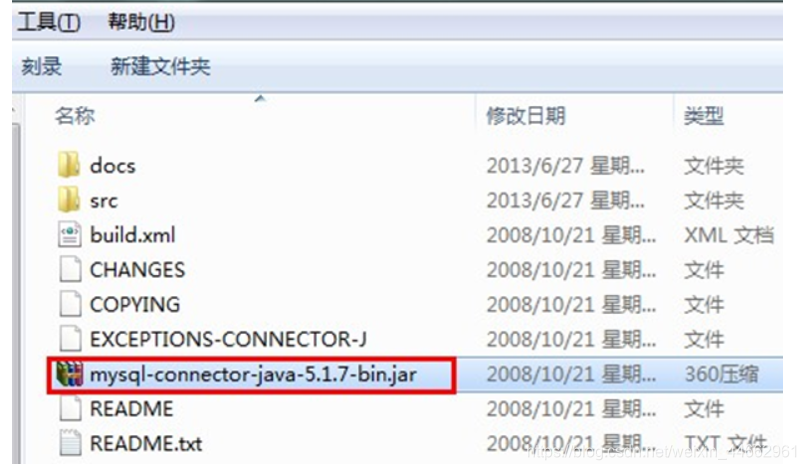 工具(T) 帮助(H)
刻录 新建文件夹
名称 修改日期 类型
docs 2013/6/27 星期... 文件夹
src 2013/6/27 星期... 文件夹
build.xml 2008/10/21 星期... XML 文档
CHANGES 2008/10/21 星期... 文件
COPYING 2008/10/21 星期... 文件
EXCEPTIONS-CONNECTOR-J 2008/10/21 星期... 文件
mysql-connector-java-5.1.7-bin.jar 2008/10/21 星期... 360压缩
README 2008/10/21 星期... 文件
README.txt 2008/10/21 星期... TXT 文件